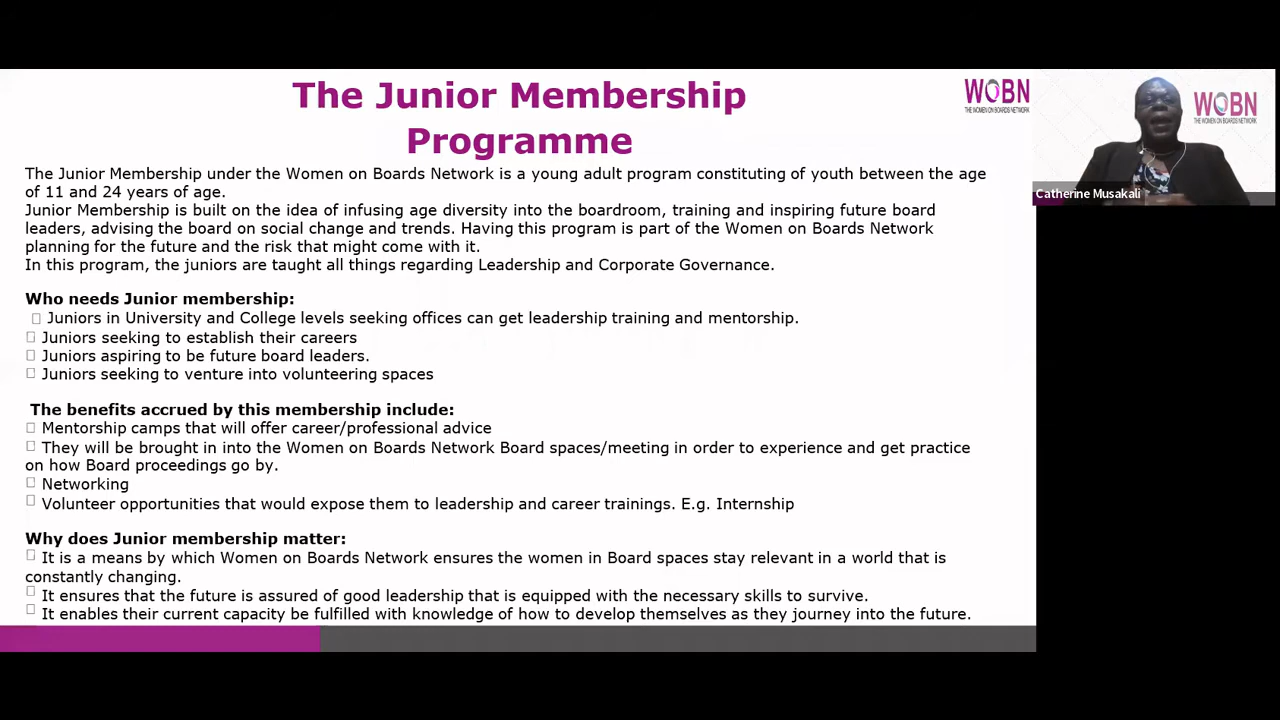 The Junior Membership
Programme
WOBN
THE WOMEN ON BOARDS NETWORK
WOBN
THE WOMEN ON BOARDS NETWORK
Catherine Musakali
The Junior Membership under the Women on Boards Network is a young adult program constituting of youth between the age
of 11 and 24 years of age.
Junior Membership is built on the idea of infusing age diversity into the boardroom, training and inspiring future board
leaders, advising the board on social change and trends. Having this program is part of the Women on Boards Network
planning for the future and the risk that might come with it.
In this program, the juniors are taught all things regarding Leadership and Corporate Governance.
Who needs Junior membership:
Juniors in University and College levels seeking offices can get leadership training and mentorship.
Juniors seeking to establish their careers
Juniors aspiring to be future board leaders.
Juniors seeking to venture into volunteering spaces
The benefits accrued by this membership include:
Mentorship camps that will offer career/professional advice
They will be brought in into the Women on Boards Network Board spaces/meeting in order to experience and get practice
on how Board proceedings go by.
Networking
Volunteer opportunities that would expose them to leadership and career trainings. E.g. Internship
Why does Junior membership matter:
It is a means by which Women on Boards Network ensures the women in Board spaces stay relevant in a world that is
constantly changing.
It ensures that the future is assured of good leadership that is equipped with the necessary skills to survive.
It enables their current capacity be fulfilled with knowledge of how to develop themselves as they journey into the future.